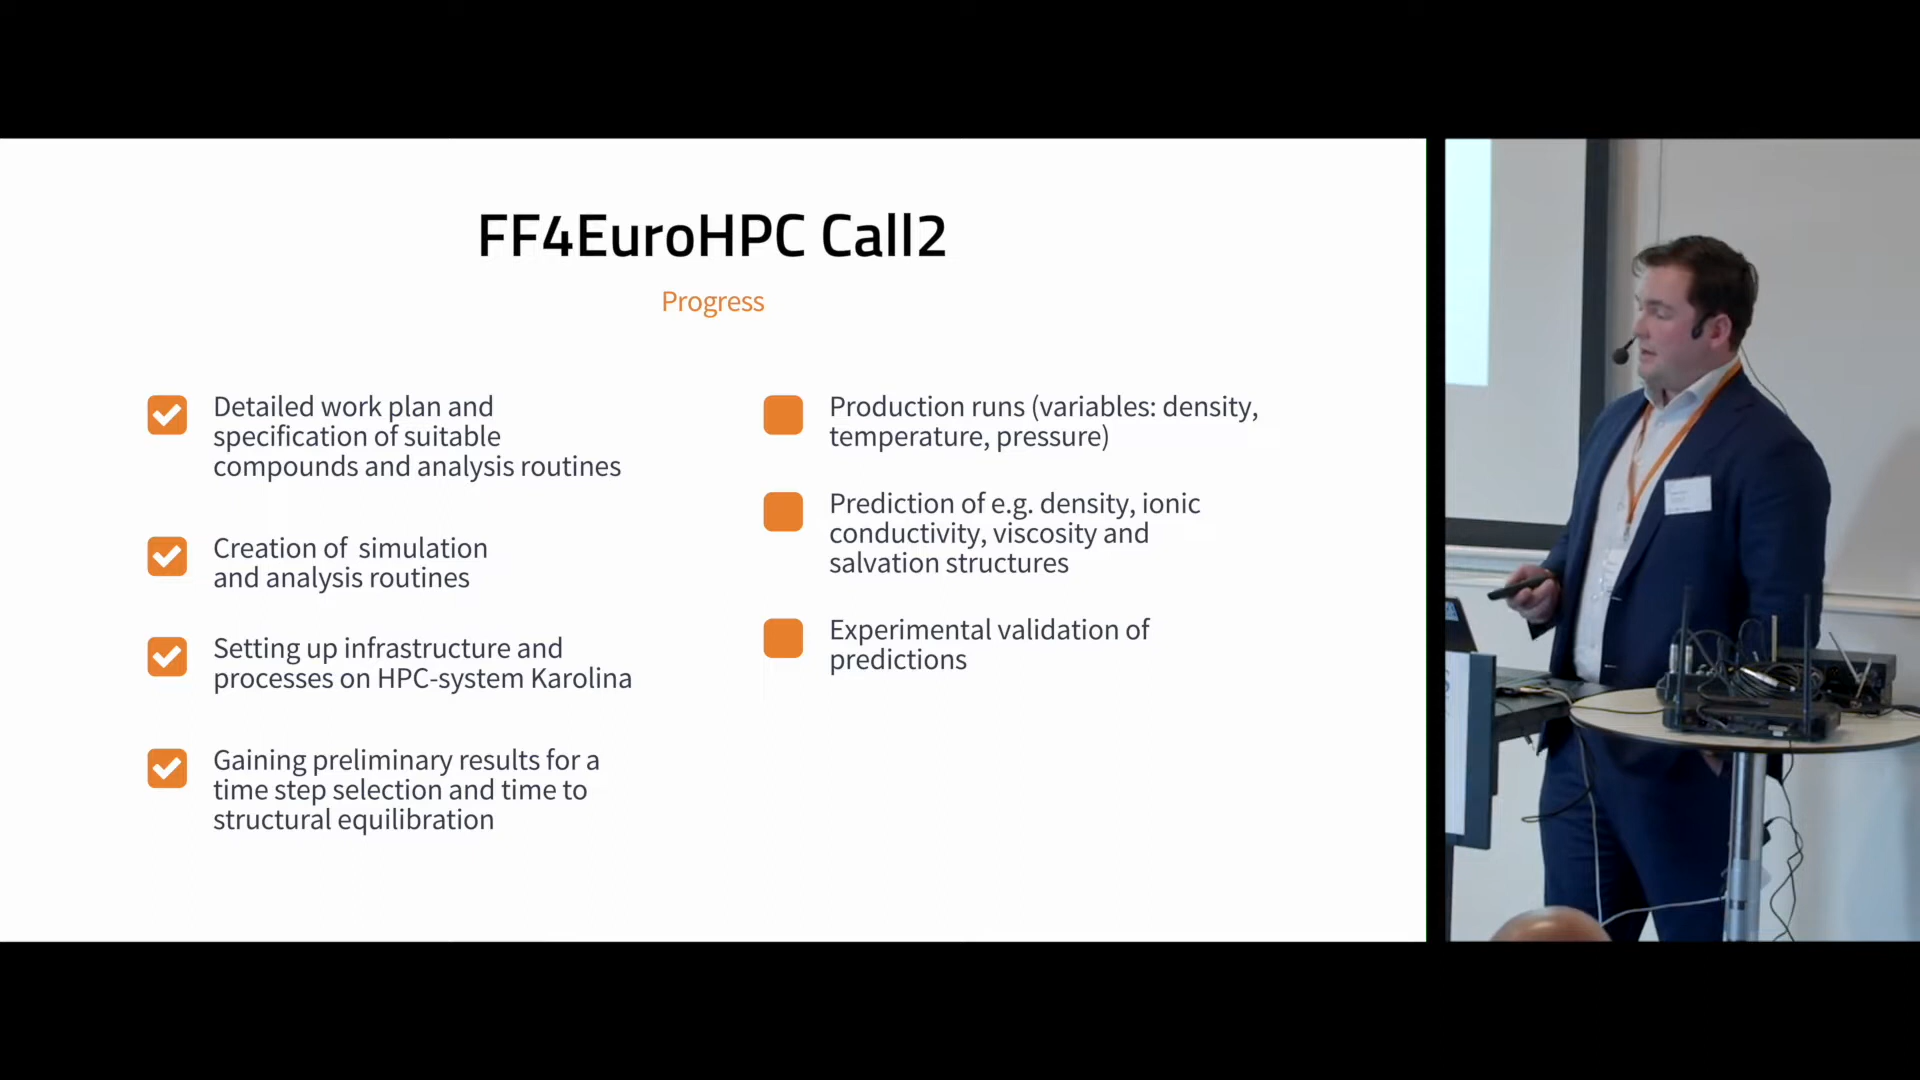 FF4EuroHPC Call2
Progress
Detailed work plan and
specification of suitable
compounds and analysis routines
Creation of  simulation
and analysis routines
Setting up infrastructure and
processes on HPC-system Karolina
Gaining preliminary results for a
time step selection and time to
structural equilibration
Production runs (variables: density,
temperature, pressure)
Prediction of e.g. density, ionic
conductivity, viscosity and
salvation structures
Experimental validation of
predictions